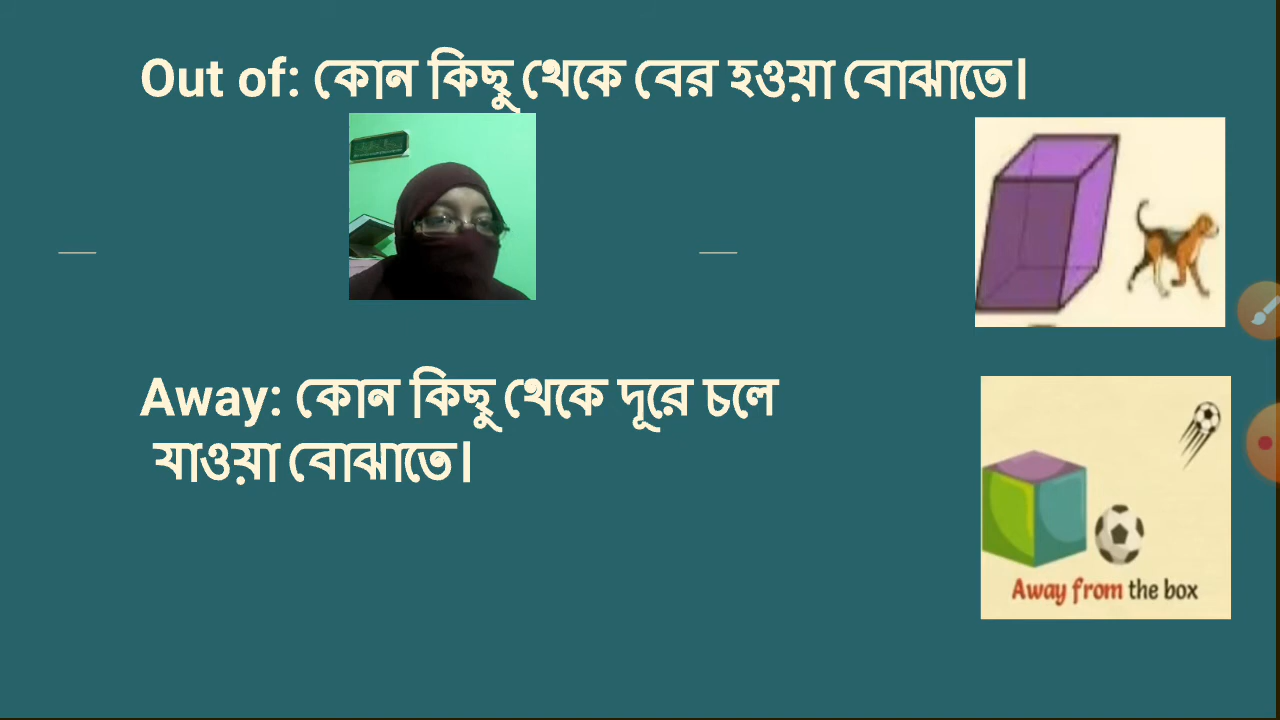 Out of: কোন কিছু থেকে বের হওয়া বোঝাতে।
Away: কোন কিছু থেকে দূরে চলে
যাওয়া বোঝাতে।
Away from the box